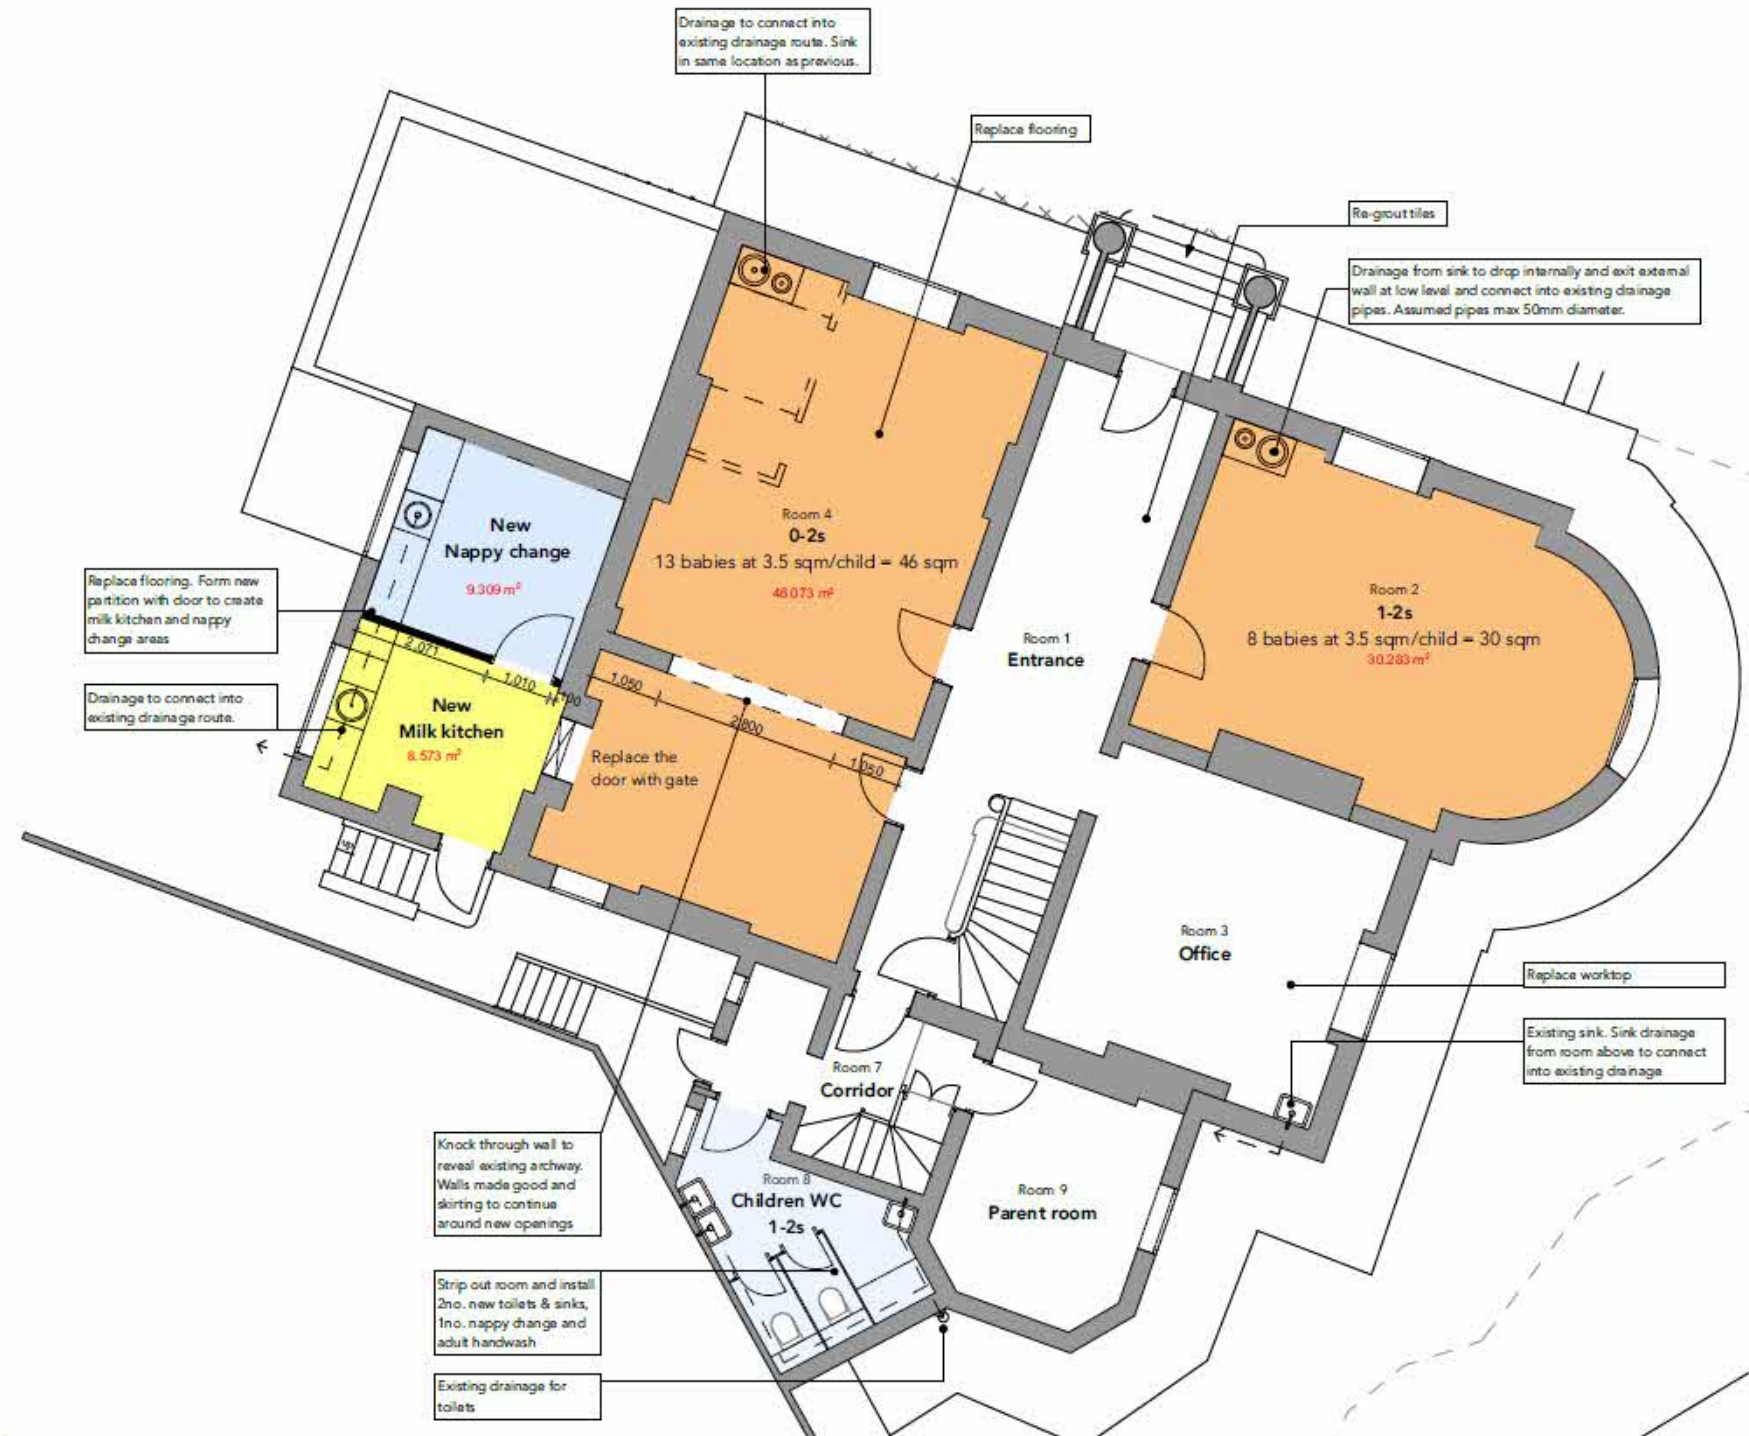 Drainage to connect into
existing drainage route. Sink
in same location as previous.
Replace flooring
Re-grout tiles
Drainage from sink to drop internally and exit external
wall at low level and connect into existing drainage
pipes. Assumed pipes max 50mm diameter.
New
Nappy change
9.309 m²
Room 4
0-2s
13 babies at 3.5 sqm/child = 46 sqm
46.073 m²
Room 2
1-2s
8 babies at 3.5 sqm/child = 30 sqm
30.283 m²
Replace flooring. Form new
partition with door to create
milk kitchen and nappy
change areas
Room 1
Entrance
2,071
1,010
100
1,050
2,800
1,050
Drainage to connect into
existing drainage route.
New
Milk kitchen
8.573 m²
Replace the
door with gate
up
Room 3
Office
Replace worktop
Existing sink. Sink drainage
from room above to connect
into existing drainage
Room 7
Corridor
Knock through wall to
reveal existing archway.
Walls made good and
skirting to continue
around new openings
Room 8
Children WC
1-2s
Room 9
Parent room
Strip out room and install
2no. new toilets & sinks,
1no. nappy change and
adult handwash
Existing drainage for
toilets